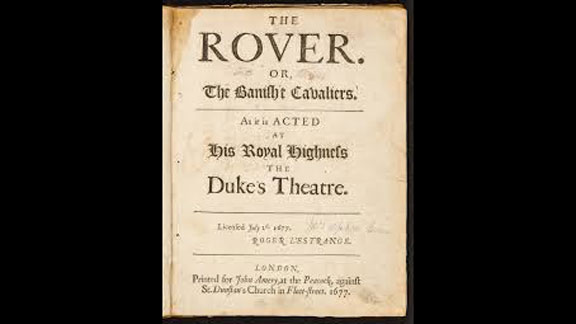 THE
ROVER.
OR,
The Baniſht Cavaliers.
As it is ACTED
AT
His Royal Highneſs
THE
Duke's Theatre.
Licensed July 2d. 1677.
ROGER L'ESTRANGE.
LONDON,
Printed for John Amery, at the Peacock, against
St. Dunstan's Church in Fleet-street. 1677.